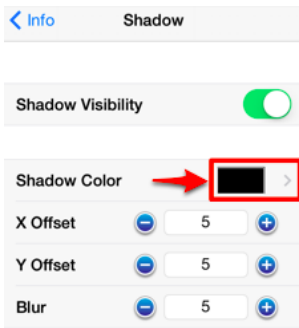 Info Shadow
Shadow Visibility
Shadow Color
X Offset 5
Y Offset 5
Blur 5